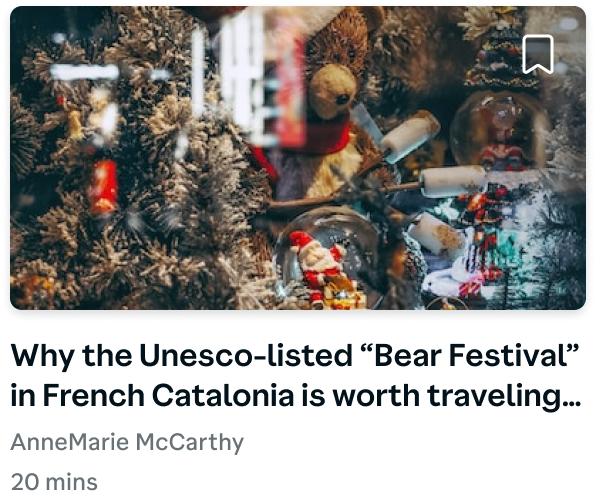 Why the Unesco-listed “Bear Festival”
in French Catalonia is worth traveling...
AnneMarie McCarthy
20 mins